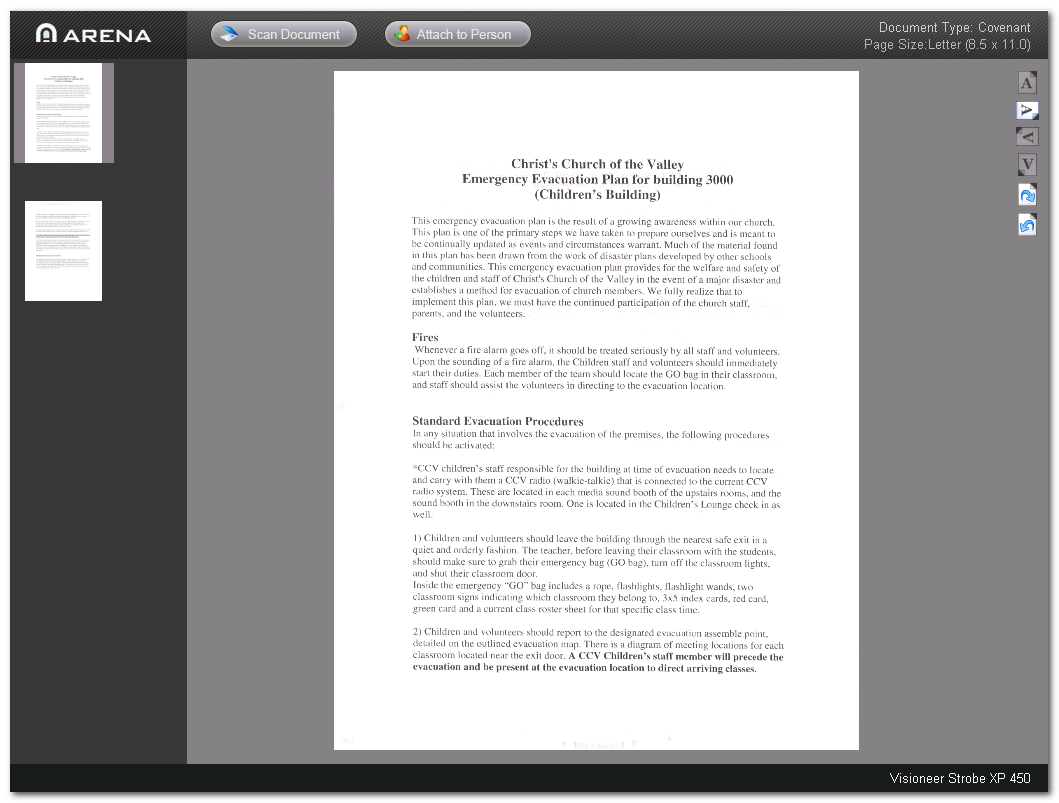 ARENA
Scan Document
Attach to Person
Document Type: Covenant
Page Size:Letter (8.5 x 11.0)
Christ's Church of the Valley
Emergency Evacuation Plan for building 3000
(Children's Building)
This emergency evacuation plan is the result of a growing awareness within our church.
This plan is one of the primary steps we have taken to prepare ourselves and is meant to
be continually updated as events and circumstances warrant. Much of the material found
in this plan has been drawn from the work of disaster plans developed by other schools
and communities. This emergency evacuation plan provides for the welfare and safety of
the children and staff of Christ's Church of the Valley in the event of a major disaster and
establishes a method for evacuation of church members. We fully realize that to
implement this plan, we must have the continued participation of the church staff,
parents, and the volunteers.
Fires
Whenever a fire alarm goes off, it should be treated seriously by all staff and volunteers.
Upon the sounding of a fire alarm, the Children staff and volunteers should immediately
start their duties. Each member of the team should locate the GO bag in their classroom,
and staff should assist the volunteers in directing to the evacuation location.
Standard Evacuation Procedures
In any situation that involves the evacuation of the premises, the following procedures
should be activated:
*CCV children's staff responsible for the building at time of evacuation needs to locate
and carry with them a CCV radio (walkie-talkie) that is connected to the current CCV
radio system. These are located in each media sound booth of the upstairs rooms, and the
sound booth in the downstairs room. One is located in the Children's Lounge check in as
well.
1) Children and volunteers should leave the building through the nearest safe exit in a
quiet and orderly fashion. The teacher, before leaving their classroom with the students,
should make sure to grab their emergency bag (GO bag), turn off the classroom lights,
and shut their classroom door.
Inside the emergency "GO" bag includes a rope, flashlights, flashlight wands, two
classroom signs indicating which classroom they belong to, 3x5 index cards, red card,
green card and a current class roster sheet for that specific class time.
2) Children and volunteers should report to the designated evacuation assemble point,
detailed on the outlined evacuation map. There is a diagram of meeting locations for each
classroom located near the exit door. A CCV Children's staff member will precede the
evacuation and be present at the evacuation location to direct arriving classes.
A
A
A
A
Visioneer Strobe XP 450